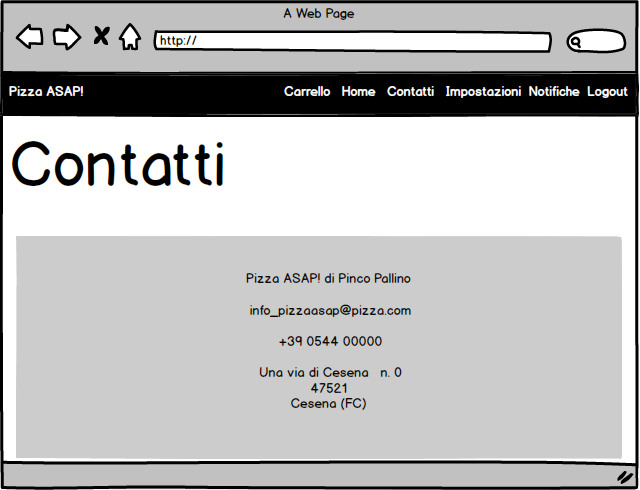 A Web Page
http://
Pizza ASAP! Carrello Home Contatti Impostazioni Notifiche Logout
Contatti
Pizza ASAP! di Pinco Pallino
info_pizzaasap@pizza.com
+39 0544 00000
Una via di Cesena n. 0
47521
Cesena (FC)